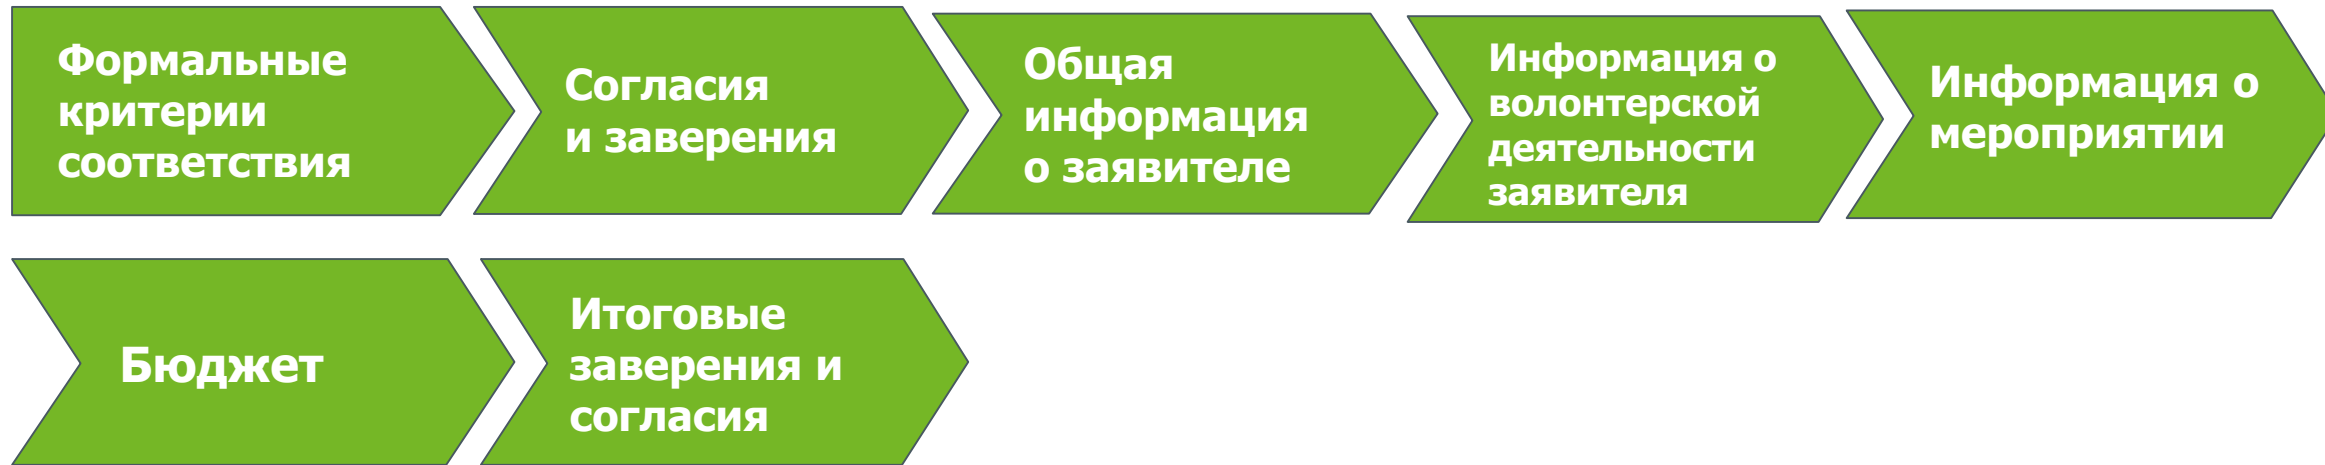 Формальные
критерии
соответствия
Согласия
и заверения
Общая
информация
о заявителе
Информация о
волонтерской
деятельности
заявителя
Информация о
мероприятии
Бюджет
Итоговые
заверения и
согласия